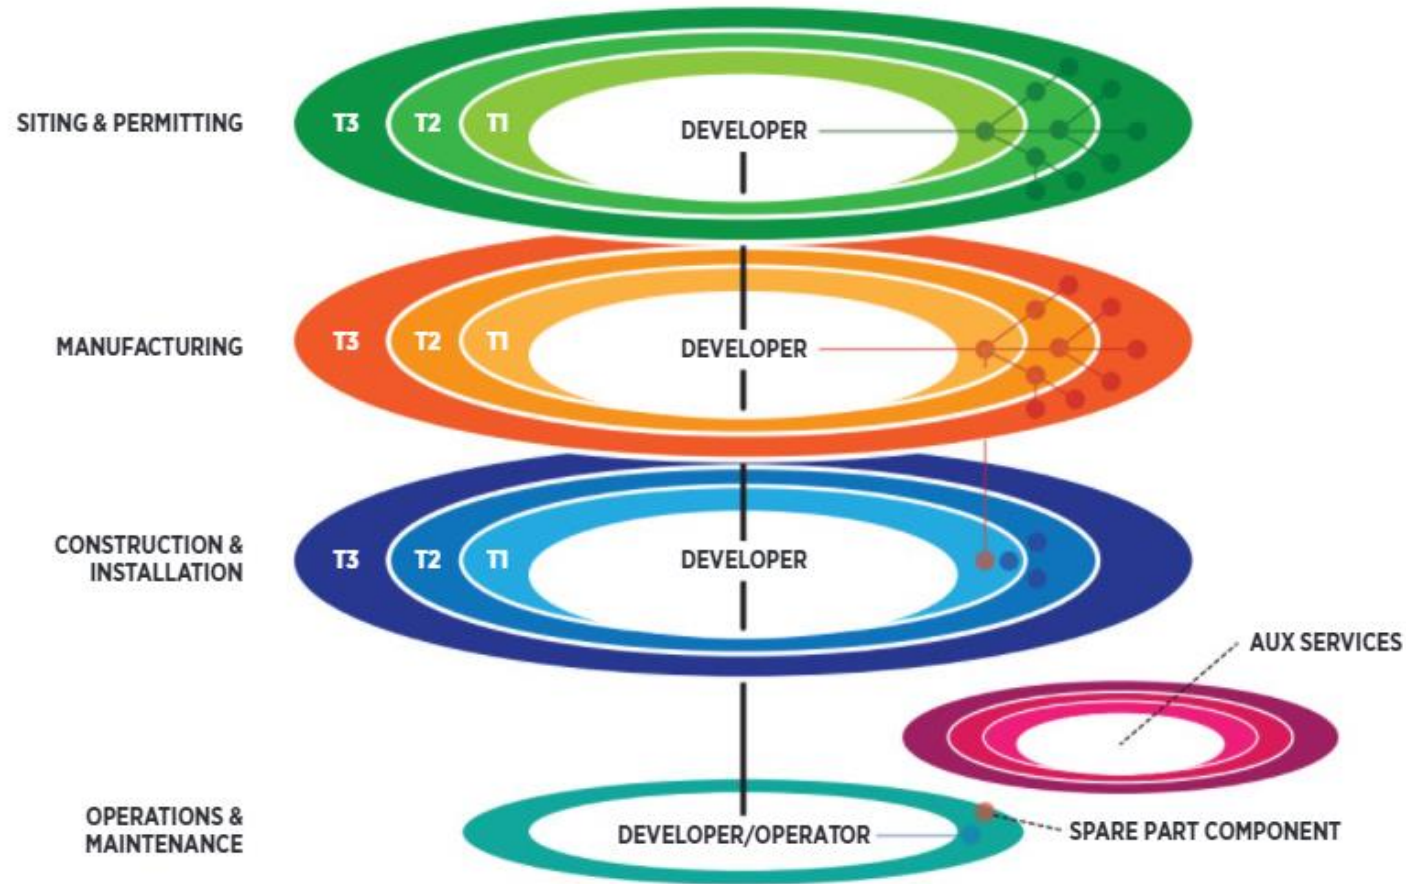 SITING & PERMITTING
T3
T2
T1
DEVELOPER
MANUFACTURING
T3
T2
T1
DEVELOPER
CONSTRUCTION &
INSTALLATION
T3
T2
T1
DEVELOPER
AUX SERVICES
OPERATIONS &
MAINTENANCE
DEVELOPER/OPERATOR
SPARE PART COMPONENT